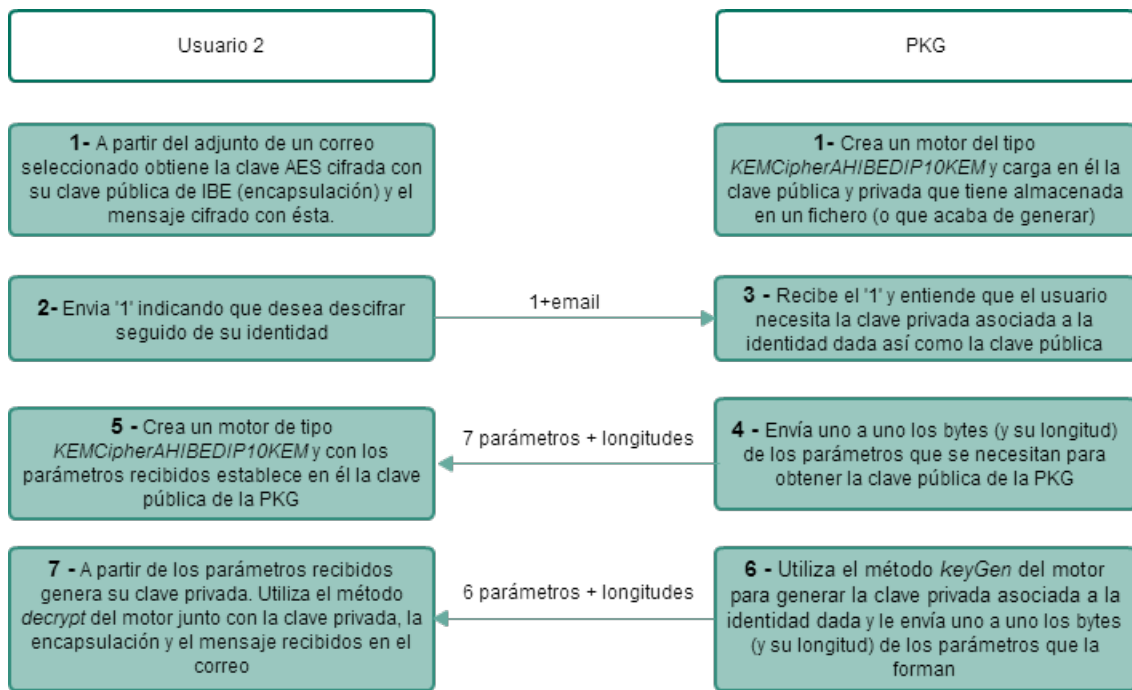 Usuario 2
PKG
1- A partir del adjunto de un correo
seleccionado obtiene la clave AES cifrada con
su clave pública de IBE (encapsulación) y el
mensaje cifrado con ésta.
1- Crea un motor del tipo
KEMCipherAHIBEDIP10KEM y carga en él la
clave pública y privada que tiene almacenada
en un fichero (o que acaba de generar)
2- Envia '1' indicando que desea descifrar
seguido de su identidad
1+email
3 - Recibe el '1' y entiende que el usuario
necesita la clave privada asociada a la
identidad dada así como la clave pública
5 - Crea un motor de tipo
KEMCipherAHIBEDIP10KEM y con los
parámetros recibidos establece en él la clave
pública de la PKG
7 parámetros + longitudes
4 - Envía uno a uno los bytes (y su longitud)
de los parámetros que se necesitan para
obtener la clave pública de la PKG
7 - A partir de los parámetros recibidos
genera su clave privada. Utiliza el método
decrypt del motor junto con la clave privada, la
encapsulación y el mensaje recibidos en el
correo
6 parámetros + longitudes
6 - Utiliza el método keyGen del motor
para generar la clave privada asociada a la
identidad dada y le envía uno a uno los bytes
(y su longitud) de los parámetros que la
forman